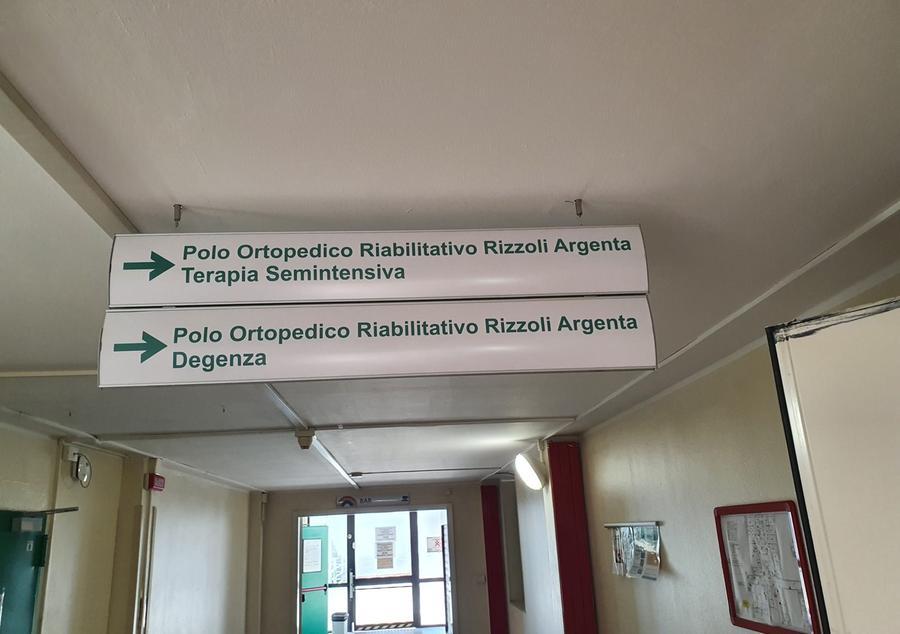 Polo Ortopedico Riabilitativo Rizzoli Argenta
Terapia Semintensiva
Polo Ortopedico Riabilitativo Rizzoli Argenta
Degenza
BAR